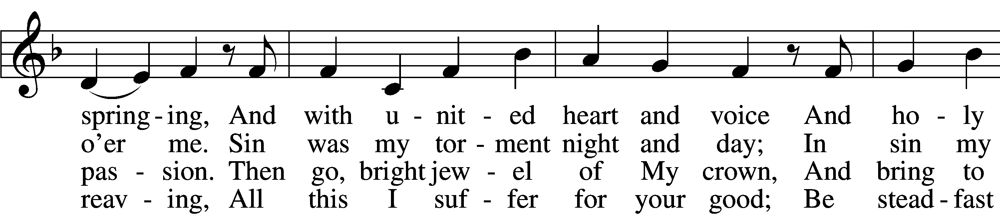 spring - ing, And with u - nit - ed heart and voice And ho - ly
o’er me. Sin was my tor - ment night and day; In sin my
pas - sion. Then go, bright jew - el of My crown, And bring to
reav - ing, All this I suf - fer for your good; Be stead - fast